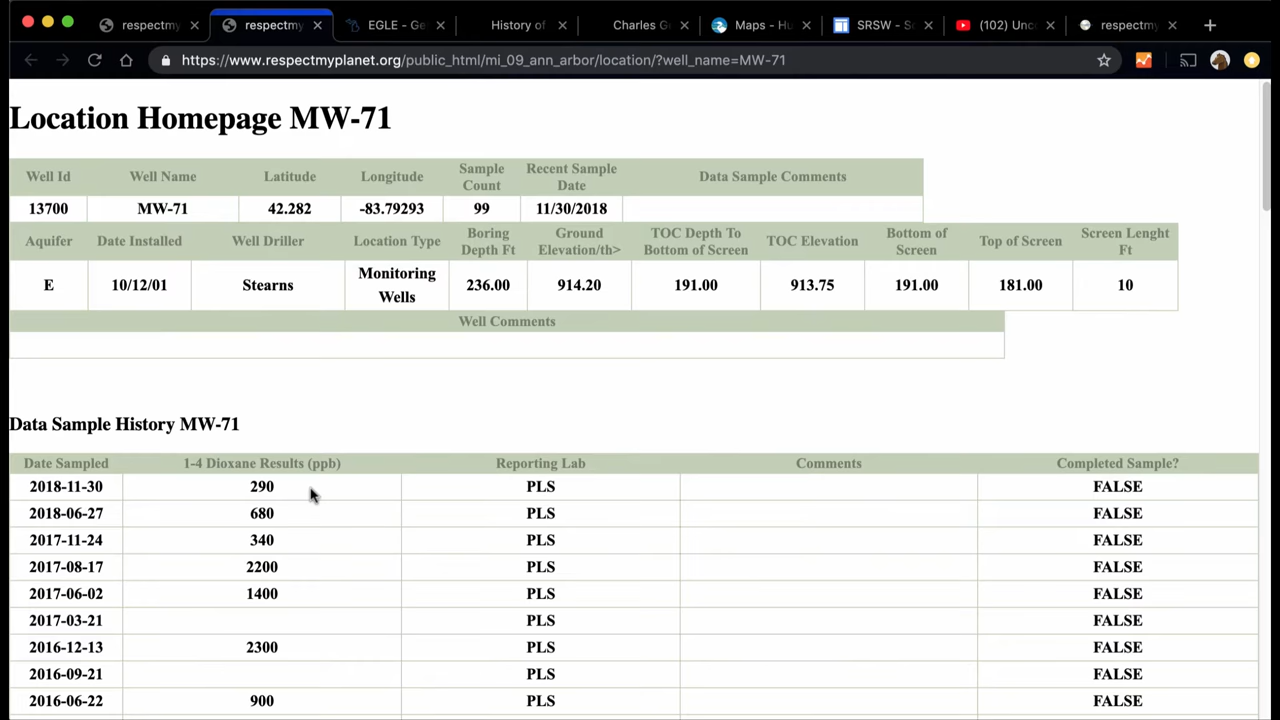 respectmy
respectmy
EGLE - Ge
History of
Charles Ge
Maps - Hu
SRSW - S
(102) Unc
respectmy
https://www.respectmyplanet.org/public_html/mi_09_ann_arbor/location/?well_name=MW-71
Location Homepage MW-71
Well Id Well Name Latitude Longitude Sample Count Recent Sample Date Data Sample Comments
13700 MW-71 42.282 -83.79293 99 11/30/2018
Aquifer Date Installed Well Driller Location Type Boring Depth Ft Ground Elevation/th> TOC Depth To Bottom of Screen TOC Elevation Bottom of Screen Top of Screen Screen Lenght Ft
E 10/12/01 Stearns Monitoring Wells 236.00 914.20 191.00 913.75 191.00 181.00 10
Well Comments
Data Sample History MW-71
Date Sampled 1-4 Dioxane Results (ppb) Reporting Lab Comments Completed Sample?
2018-11-30 290 PLS FALSE
2018-06-27 680 PLS FALSE
2017-11-24 340 PLS FALSE
2017-08-17 2200 PLS FALSE
2017-06-02 1400 PLS FALSE
2017-03-21 PLS FALSE
2016-12-13 2300 PLS FALSE
2016-09-21 PLS FALSE
2016-06-22 900 PLS FALSE